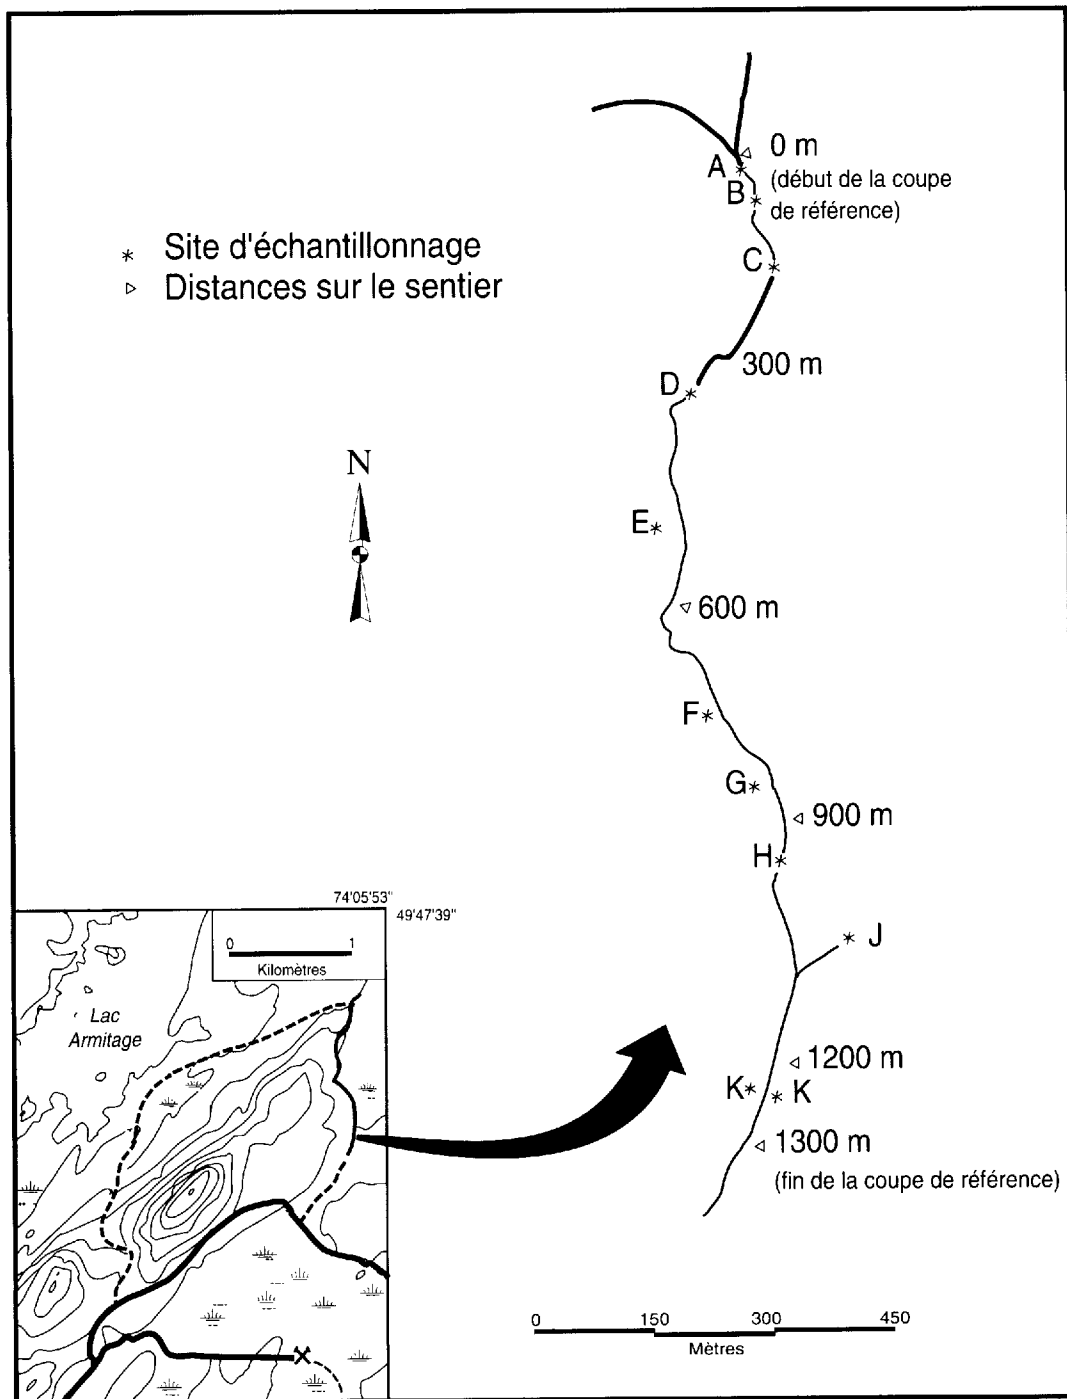 0 m
A
(début de la coupe
de référence)
B
Site d'échantillonnage
C
Distances sur le sentier
300 m
D
N
E
600 m
F
G
900 m
H
74°05'53"
49°47'39"
J
0 1
Kilomètres
Lac
Armitage
1200 m
K K
1300 m
(fin de la coupe de référence)
0 150 300 450
Mètres